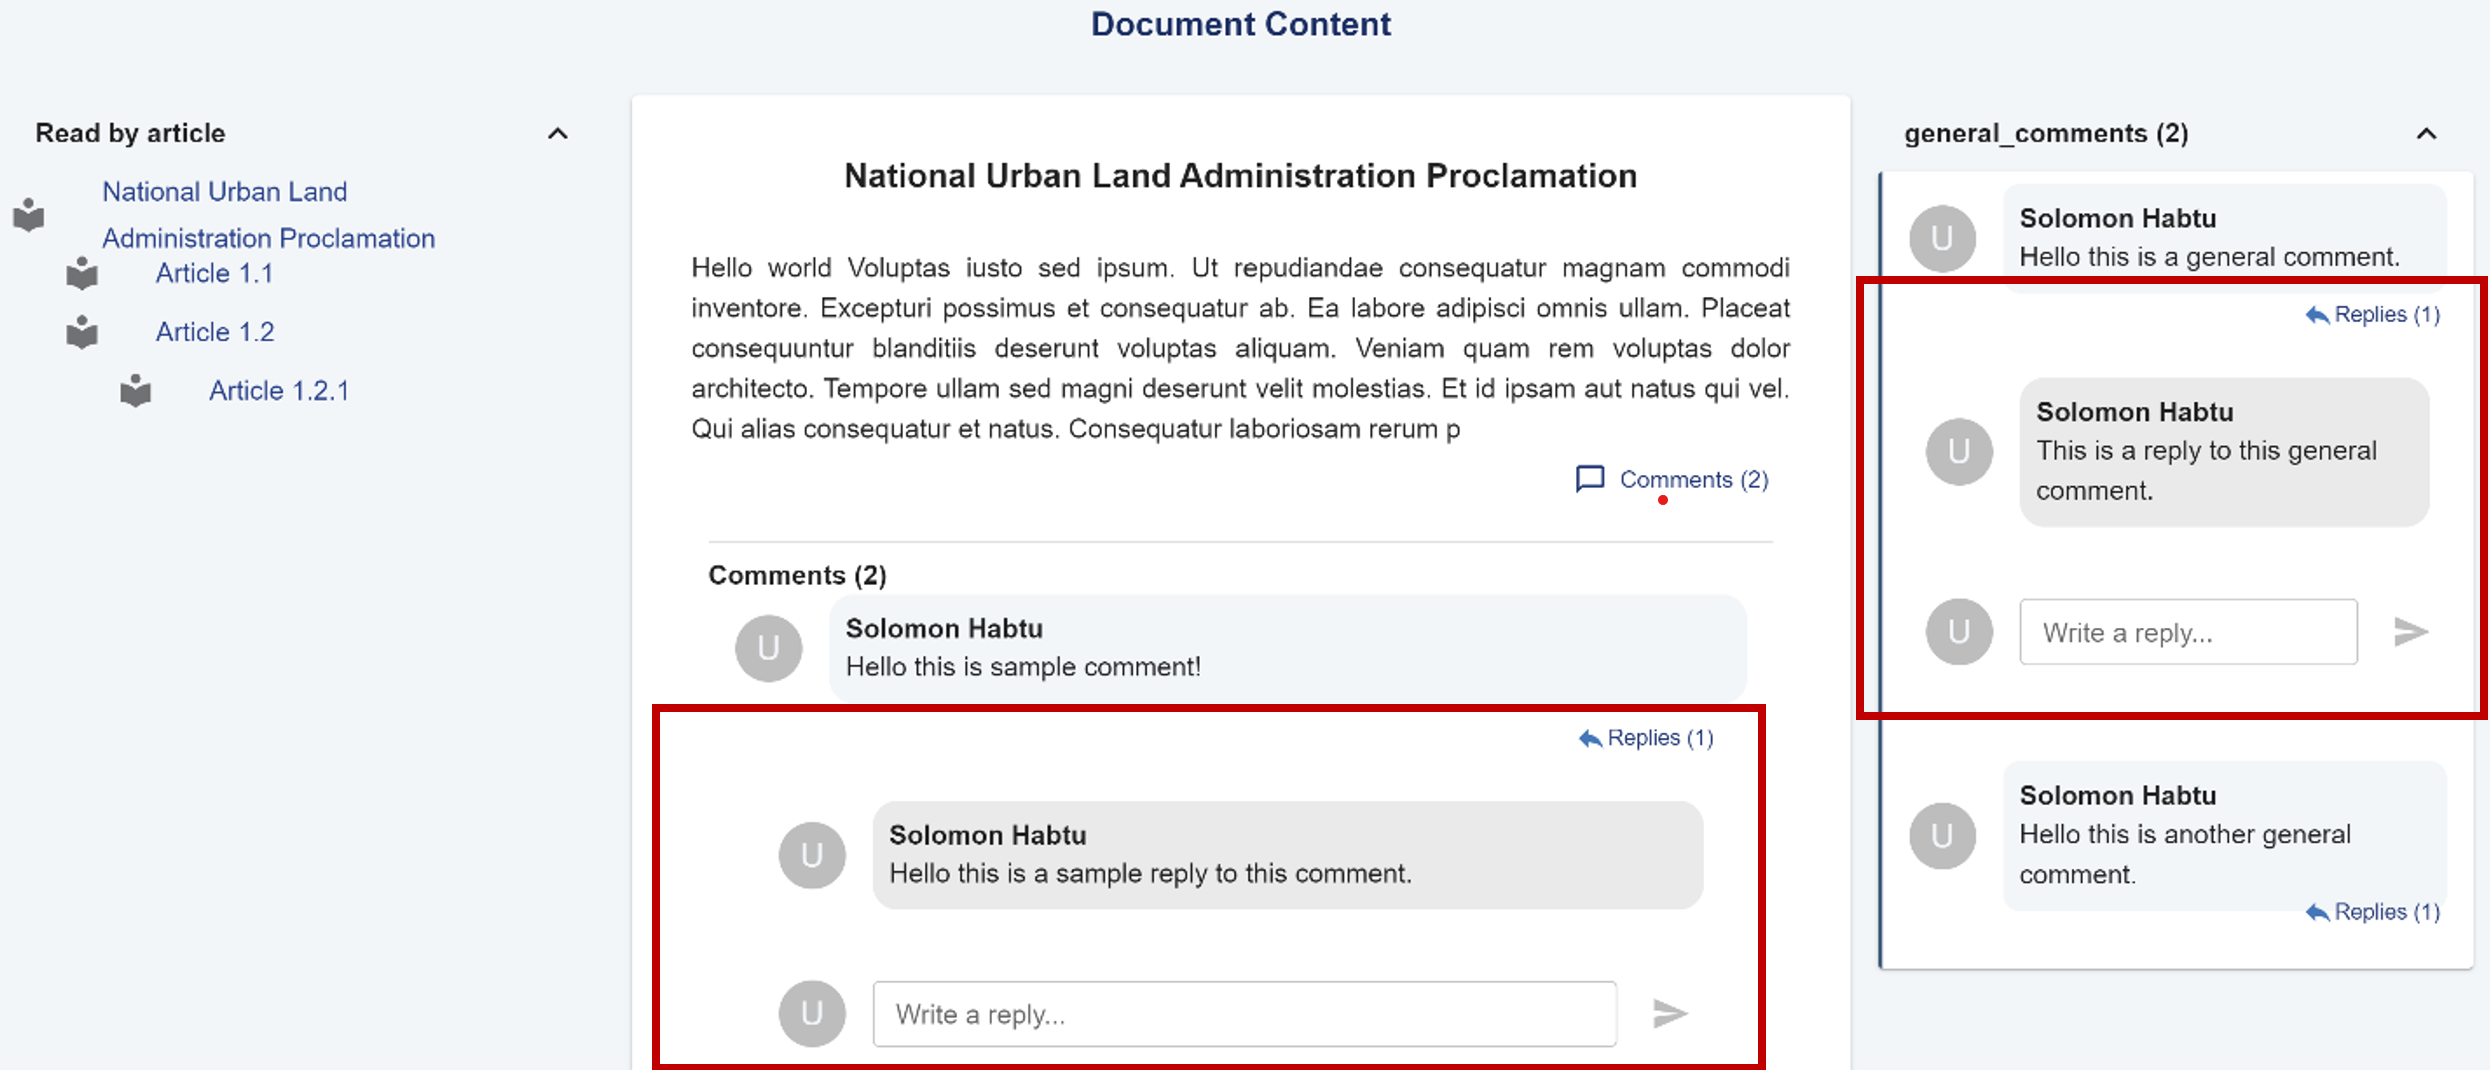 Document Content
Read by article
National Urban Land
Administration Proclamation
Article 1.1
Article 1.2
Article 1.2.1
National Urban Land Administration Proclamation
Hello world Voluptas iusto sed ipsum. Ut repudiandae consequatur magnam commodi
inventore. Excepturi possimus et consequatur ab. Ea labore adipisci omnis ullam. Placeat
consequuntur blanditiis deserunt voluptas aliquam. Veniam quam rem voluptas dolor
architecto. Tempore ullam sed magni deserunt velit molestias. Et id ipsam aut natus qui vel.
Qui alias consequatur et natus. Consequatur laboriosam rerum p
Comments (2)
Comments (2)
U
Solomon Habtu
Hello this is sample comment!
Replies (1)
U
Solomon Habtu
Hello this is a sample reply to this comment.
U
Write a reply...
general_comments (2)
U
Solomon Habtu
Hello this is a general comment.
Replies (1)
U
Solomon Habtu
This is a reply to this general
comment.
U
Write a reply...
U
Solomon Habtu
Hello this is another general
comment.
Replies (1)